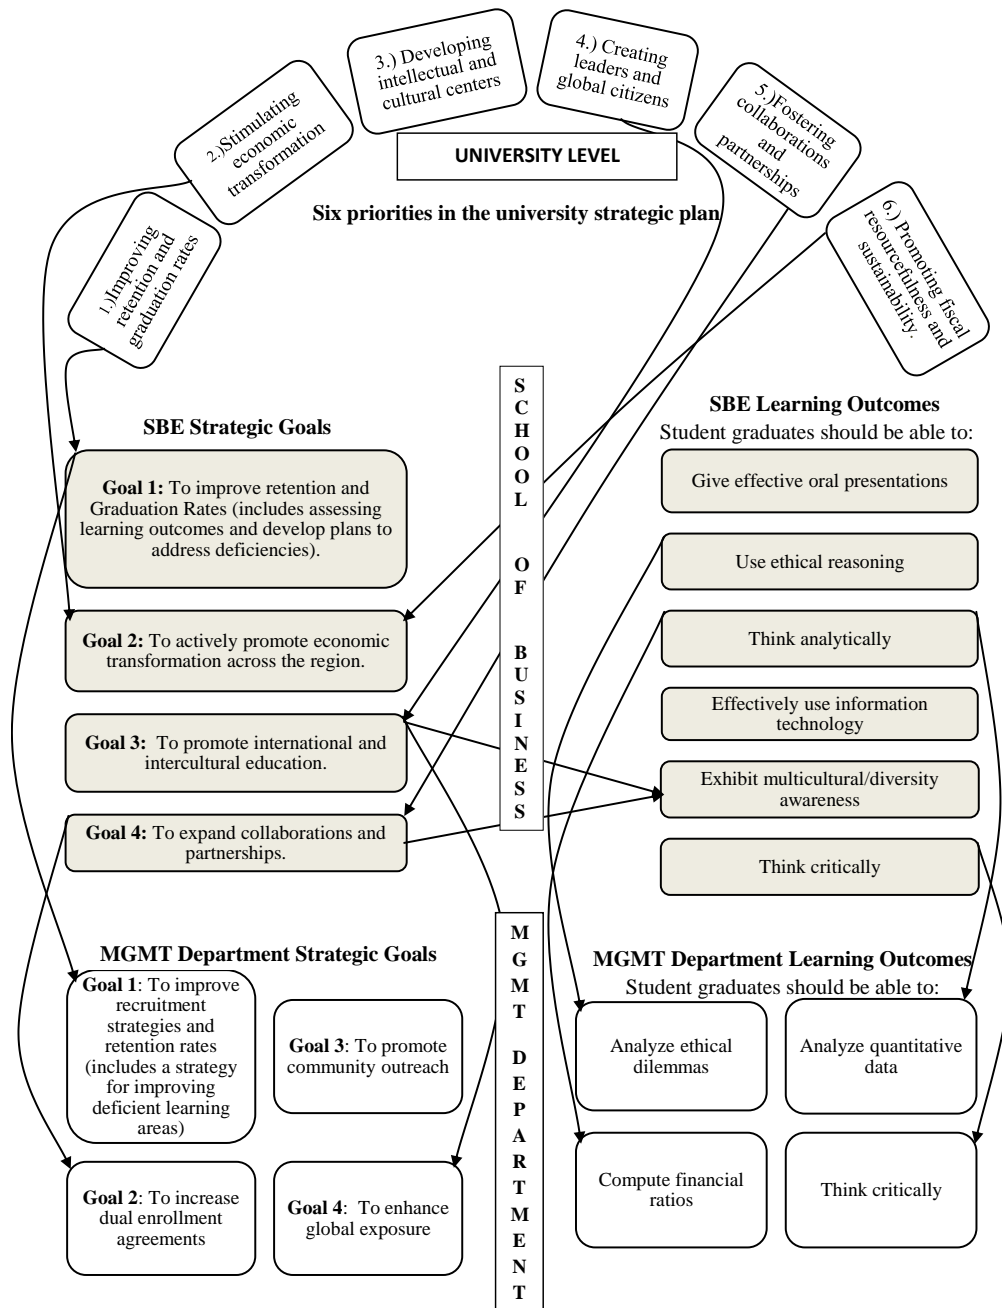 1.)Improving
retention and
graduation rates
2.)Stimulating
economic
transformation
3.) Developing
intellectual and
cultural centers
4.) Creating
leaders and
global citizens
5.)Fostering
collaborations
and
partnerships
6.) Promoting fiscal
resourcefulness and
sustainability.
UNIVERSITY LEVEL
Six priorities in the university strategic plan
SCHOOL OF BUSINESS
SBE Strategic Goals
Goal 1: To improve retention and
Graduation Rates (includes assessing
learning outcomes and develop plans to
address deficiencies).
Goal 2: To actively promote economic
transformation across the region.
Goal 3: To promote international and
intercultural education.
Goal 4: To expand collaborations and
partnerships.
SBE Learning Outcomes
Student graduates should be able to:
Give effective oral presentations
Use ethical reasoning
Think analytically
Effectively use information
technology
Exhibit multicultural/diversity
awareness
Think critically
MGMT DEPARTMENT
MGMT Department Strategic Goals
Goal 1: To improve
recruitment
strategies and
retention rates
(includes a strategy
for improving
deficient learning
areas)
Goal 3: To promote
community outreach
Goal 2: To increase
dual enrollment
agreements
Goal 4: To enhance
global exposure
MGMT Department Learning Outcomes
Student graduates should be able to:
Analyze ethical
dilemmas
Analyze quantitative
data
Compute financial
ratios
Think critically